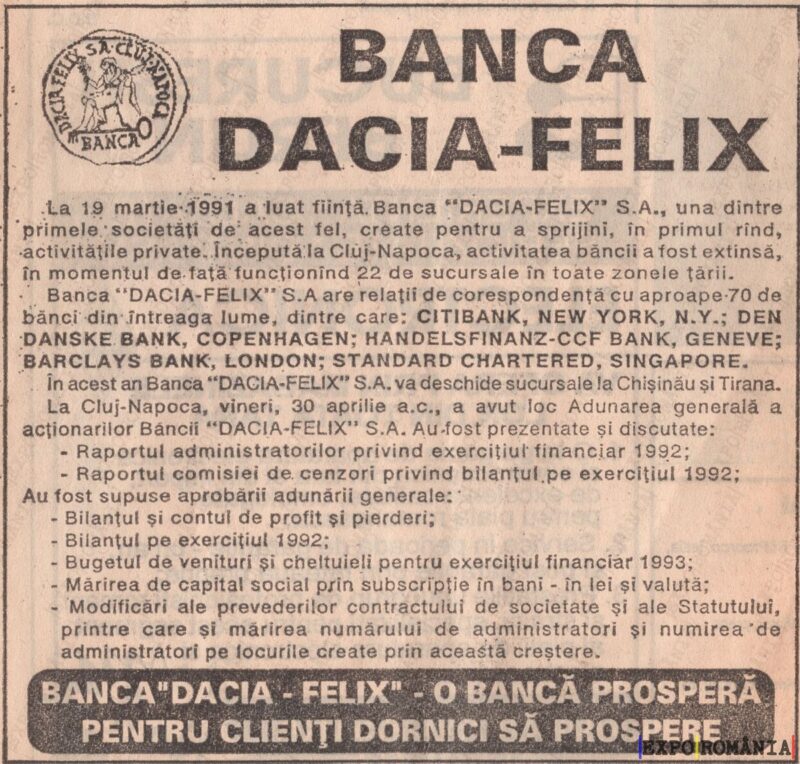 DACIA FELIX SA CLUJ-NAPOCA
BANCA
BANCA
DACIA-FELIX
La 19 martie 1991 a luat ființă Banca "DACIA-FELIX" S.A., una dintre
primele societăți de acest fel, create pentru a sprijini, în primul rînd,
activitățile private. Începută la Cluj-Napoca, activitatea băncii a fost extinsă,
în momentul de față funcționînd 22 de sucursale în toate zonele țării.
Banca "DACIA-FELIX" S.A are relații de corespondență cu aproape 70 de
bănci din întreaga lume, dintre care: CITIBANK, NEW YORK, N.Y.; DEN
DANSKE BANK, COPENHAGEN; HANDELSFINANZ-CCF BANK, GENEVE;
BARCLAYS BANK, LONDON; STANDARD CHARTERED, SINGAPORE.
În acest an Banca "DACIA-FELIX" S.A. va deschide sucursale la Chișinău și Tirana.
La Cluj-Napoca, vineri, 30 aprilie a.c., a avut loc Adunarea generală a
acționarilor Băncii "DACIA-FELIX" S.A. Au fost prezentate și discutate:
- Raportul administratorilor privind exercițiul financiar 1992;
- Raportul comisiei de cenzori privind bilanțul pe exercițiul 1992;
Au fost supuse aprobării adunării generale:
- Bilanțul și contul de profit și pierderi;
- Bilanțul pe exercițiul 1992;
- Bugetul de venituri și cheltuieli pentru exercițiul financiar 1993;
- Mărirea de capital social prin subscripție în bani - în lei și valută;
- Modificări ale prevederilor contractului de societate și ale Statutului,
printre care și mărirea numărului de administratori și numirea de
administratori pe locurile create prin această creștere.
BANCA"DACIA - FELIX" - O BANCĂ PROSPERĂ
PENTRU CLIENȚI DORNICI SĂ PROSPERE
EXPO ROMÂNIA